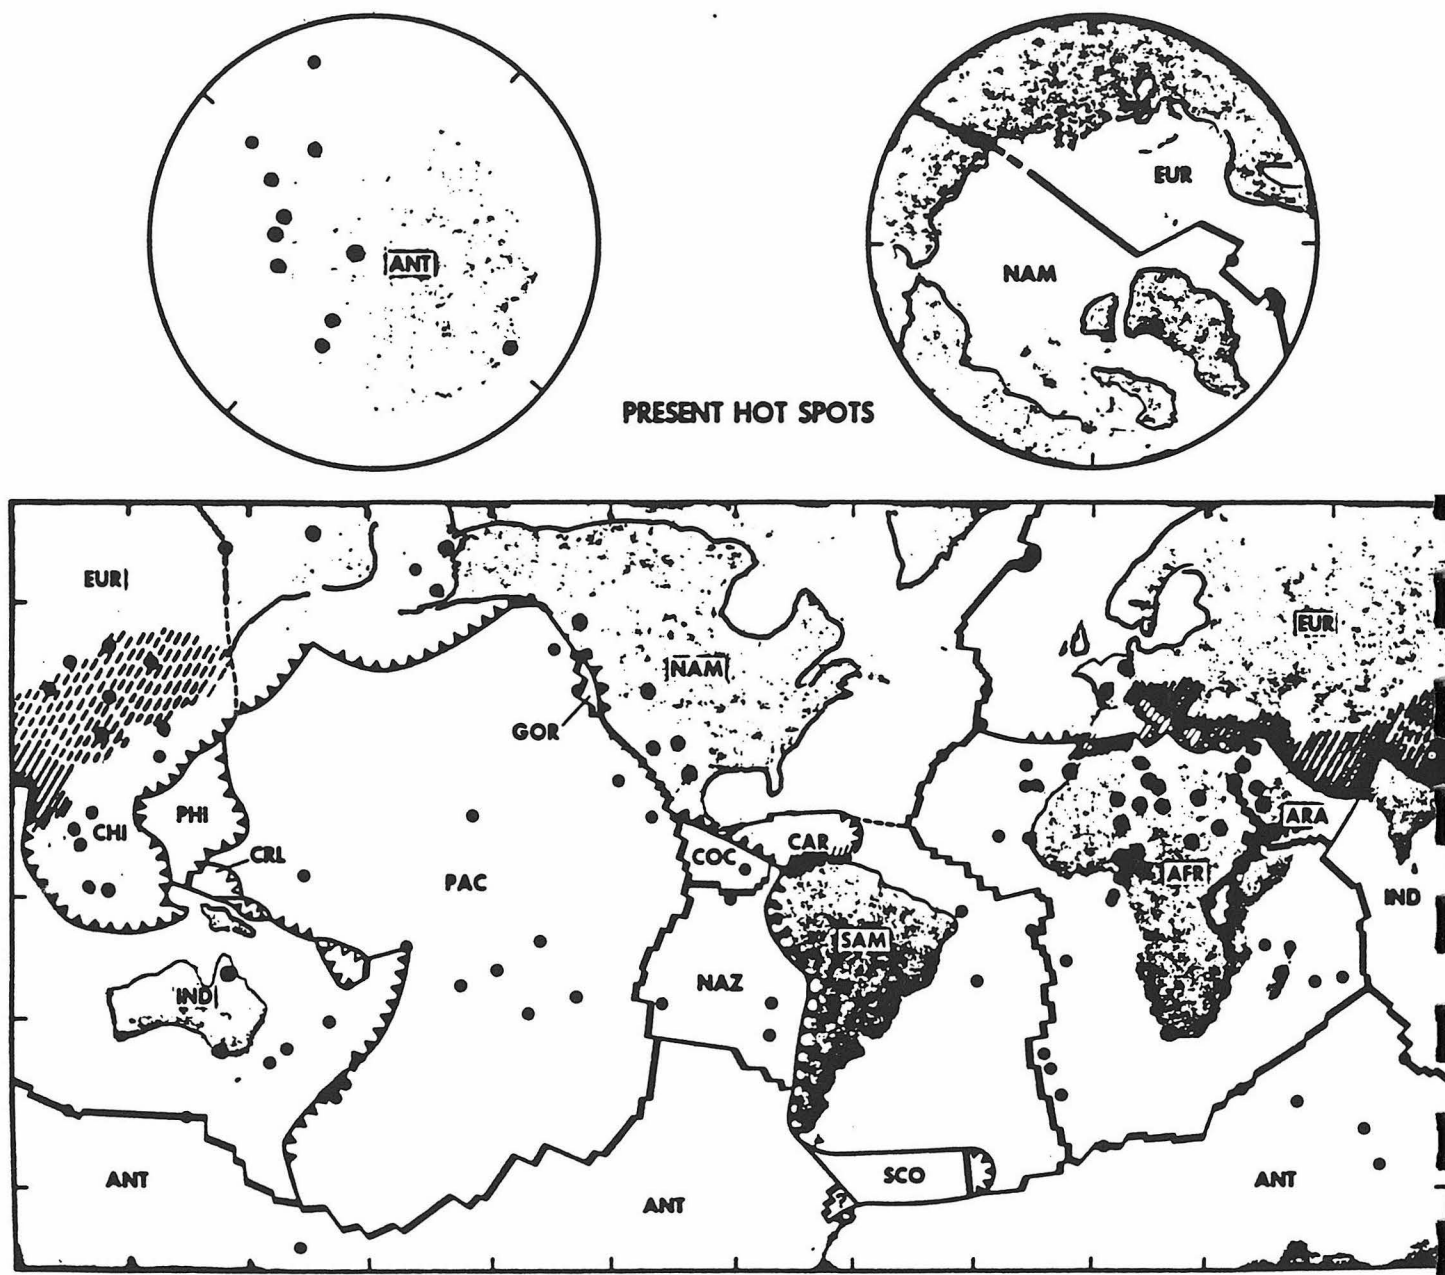 ANT
EUR
NAM
PRESENT HOT SPOTS
EUR
EUR
NAM
GOR
PHI
CHI
CRL
CAR
COC
ARA
PAC
AFR
IND
SAM
NAZ
IND
ANT
SCO
ANT
ANT
?